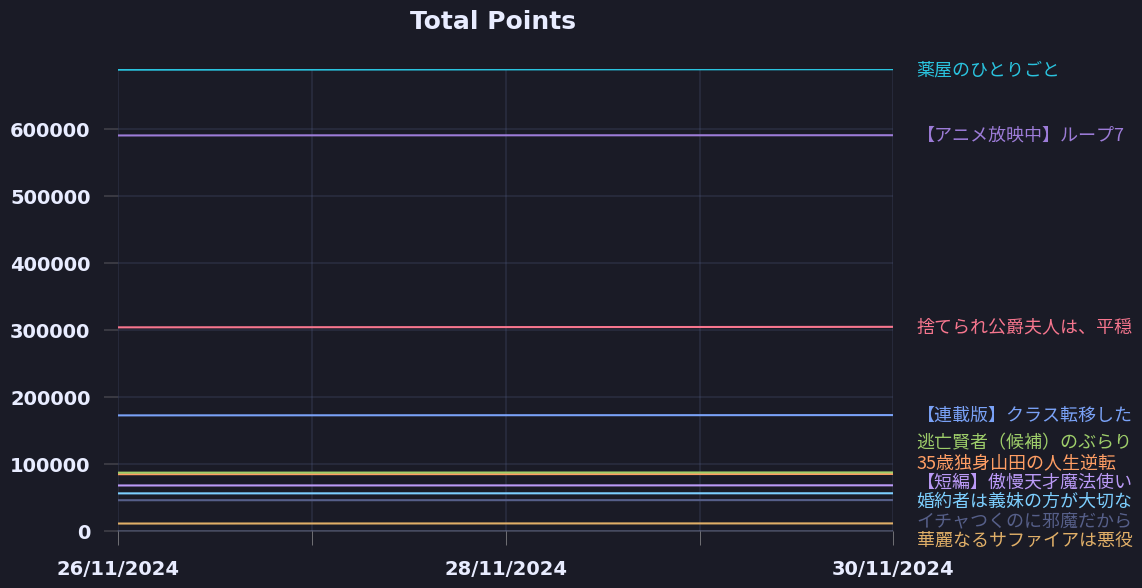 Total Points
薬屋のひとりごと
600000
【アニメ放映中】ループ7
500000
400000
300000
捨てられ公爵夫人は、平穏
200000
【連載版】クラス転移した
逃亡賢者（候補）のぶらり
100000
35歳独身山田の人生逆転
【短編】傲慢天才魔法使い
婚約者は義妹の方が大切な
イチャつくのに邪魔だから
0
華麗なるサファイアは悪役
26/11/2024
28/11/2024
30/11/2024